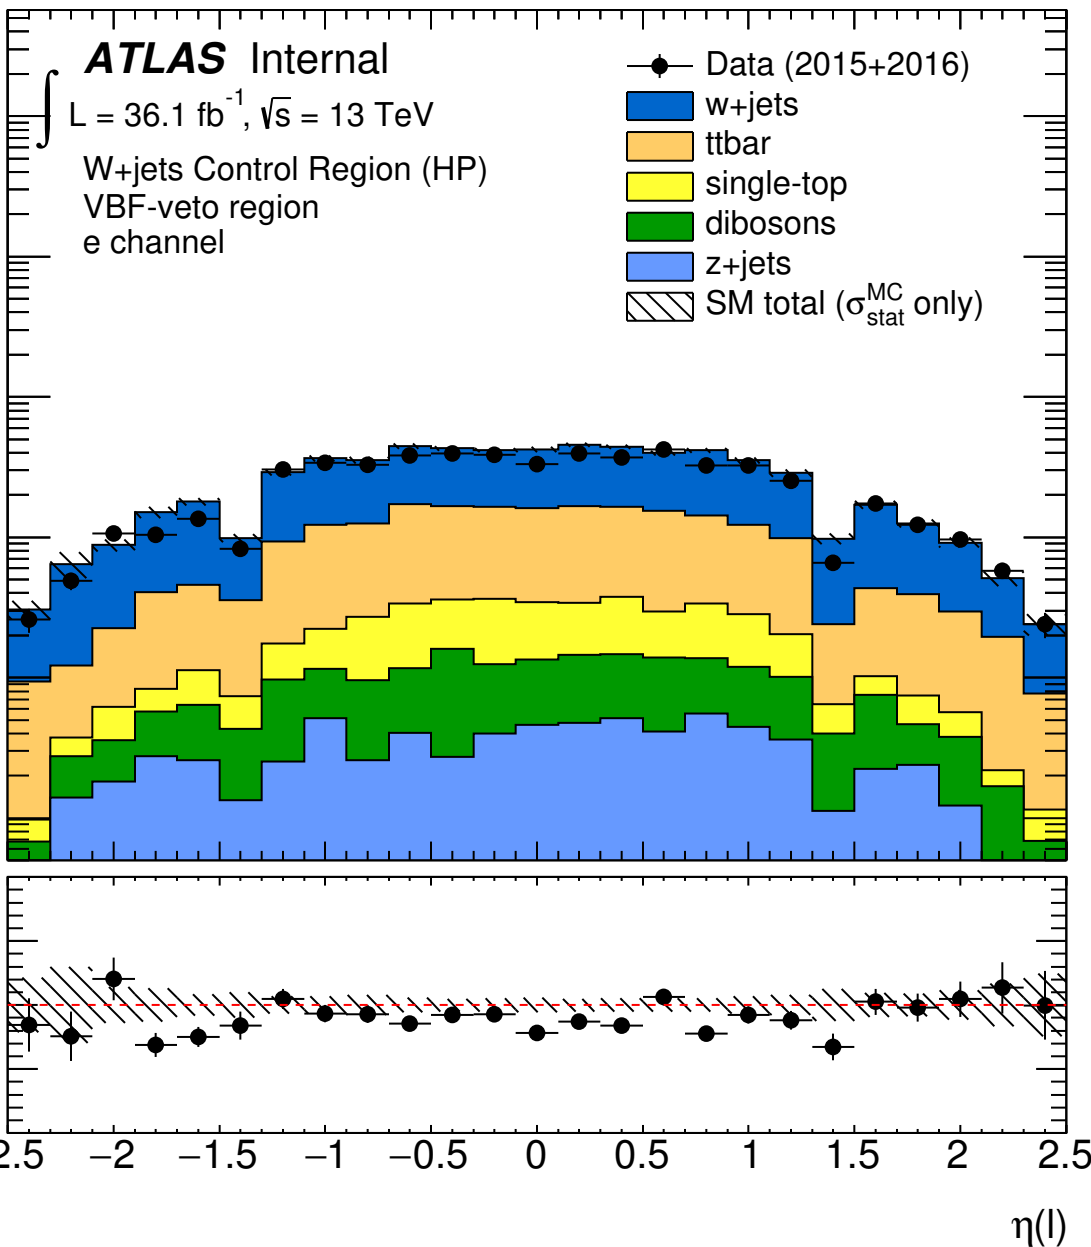 ATLAS Internal
∫ L = 36.1 fb⁻¹, √s = 13 TeV
W+jets Control Region (HP)
VBF-veto region
e channel
Data (2015+2016)
w+jets
ttbar
single-top
dibosons
z+jets
SM total (σ^MC_stat only)
2.5 −2 −1.5 −1 −0.5 0 0.5 1 1.5 2 2.5
η(l)